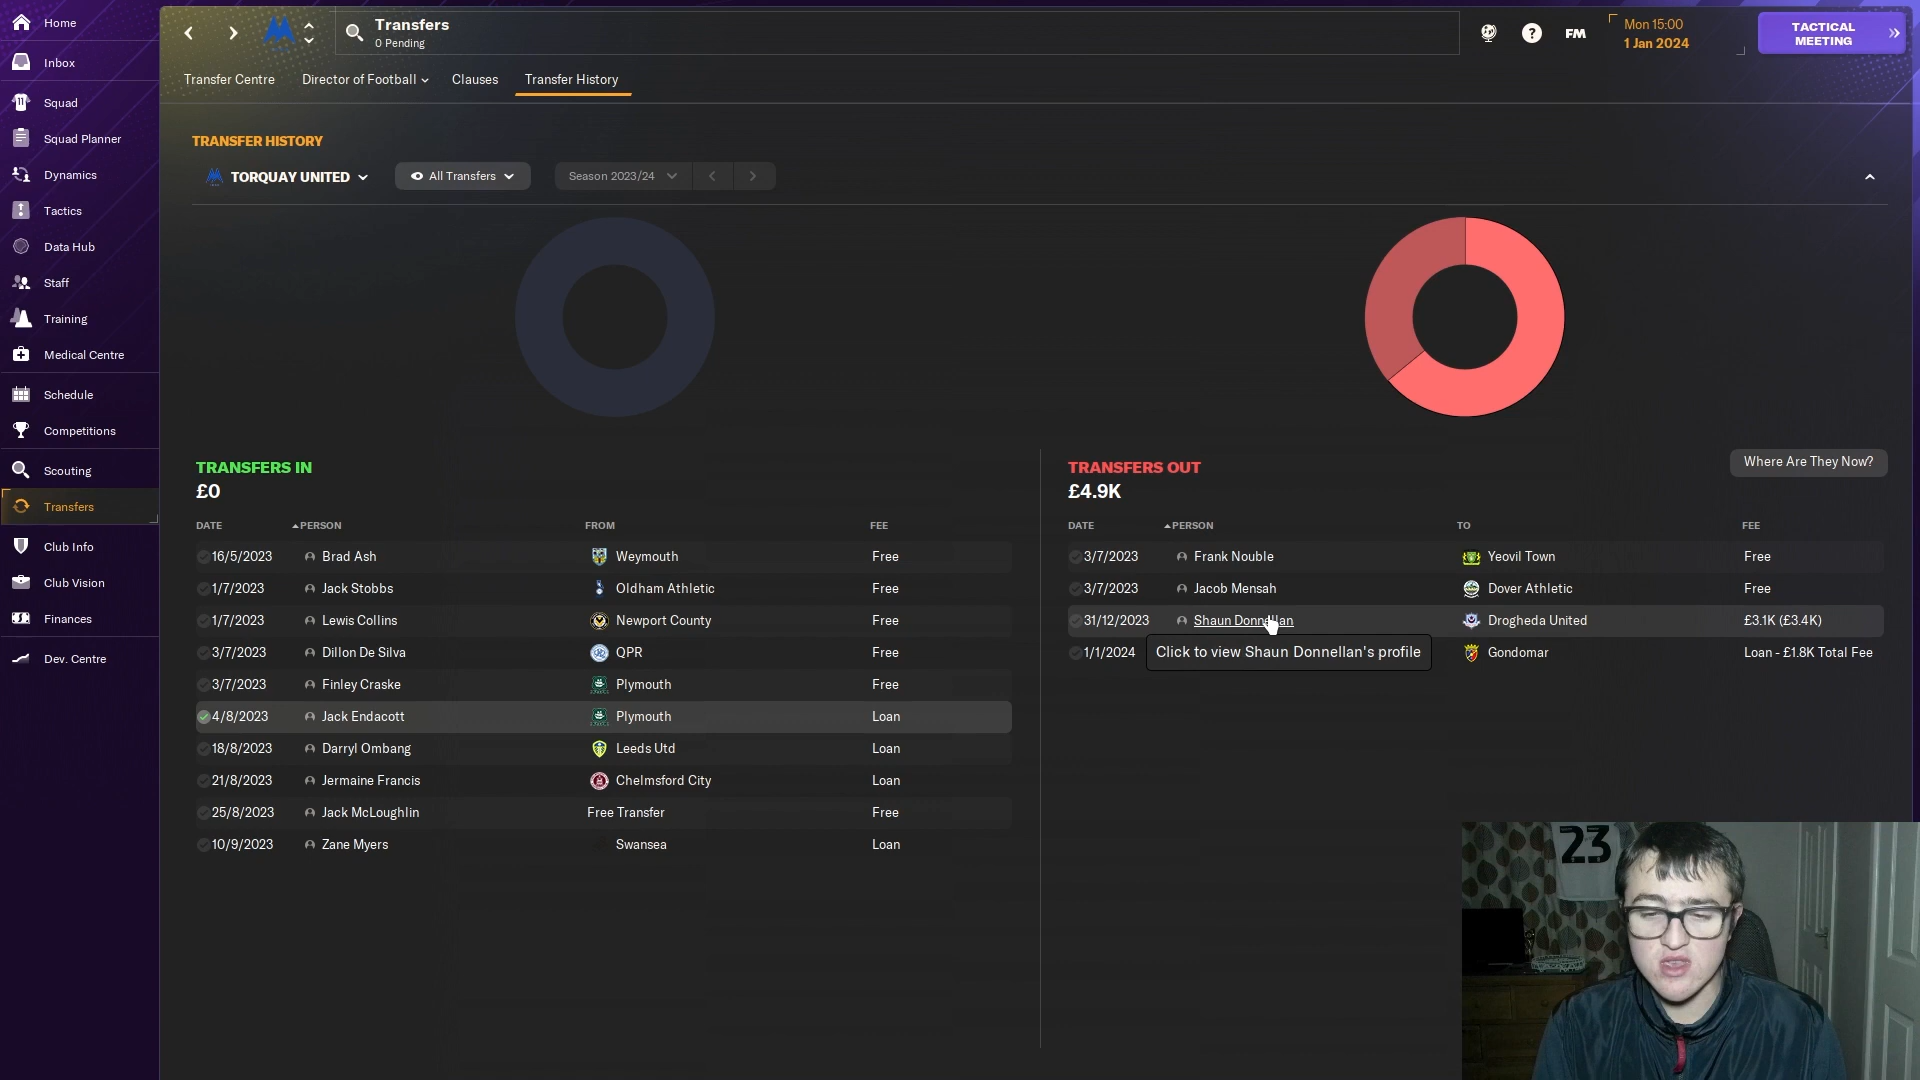 Home
Inbox
Squad
Squad Planner
Dynamics
Tactics
Data Hub
Staff
Training
Medical Centre
Schedule
Competitions
Scouting
Transfers
Club Info
Club Vision
Finances
Dev. Centre
Transfers
0 Pending
?
FM
Mon 15:00
1 Jan 2024
TACTICAL
MEETING
Transfer Centre
Director of Football
Clauses
Transfer History
TRANSFER HISTORY
TORQUAY UNITED
All Transfers
Season 2023/24
TRANSFERS IN
£0
DATE PERSON FROM FEE
16/5/2023 Brad Ash Weymouth Free
1/7/2023 Jack Stobbs Oldham Athletic Free
1/7/2023 Lewis Collins Newport County Free
3/7/2023 Dillon De Silva QPR Free
3/7/2023 Finley Craske Plymouth Free
4/8/2023 Jack Endacott Plymouth Loan
18/8/2023 Darryl Ombang Leeds Utd Loan
21/8/2023 Jermaine Francis Chelmsford City Loan
25/8/2023 Jack McLoughlin Free Transfer Free
10/9/2023 Zane Myers Swansea Loan
TRANSFERS OUT
£4.9K
Where Are They Now?
DATE PERSON TO FEE
3/7/2023 Frank Nouble Yeovil Town Free
3/7/2023 Jacob Mensah Dover Athletic Free
31/12/2023 Shaun Donnellan Drogheda United £3.1K (£3.4K)
1/1/2024 Gondomar Loan - £1.8K Total Fee
Click to view Shaun Donnellan's profile
23